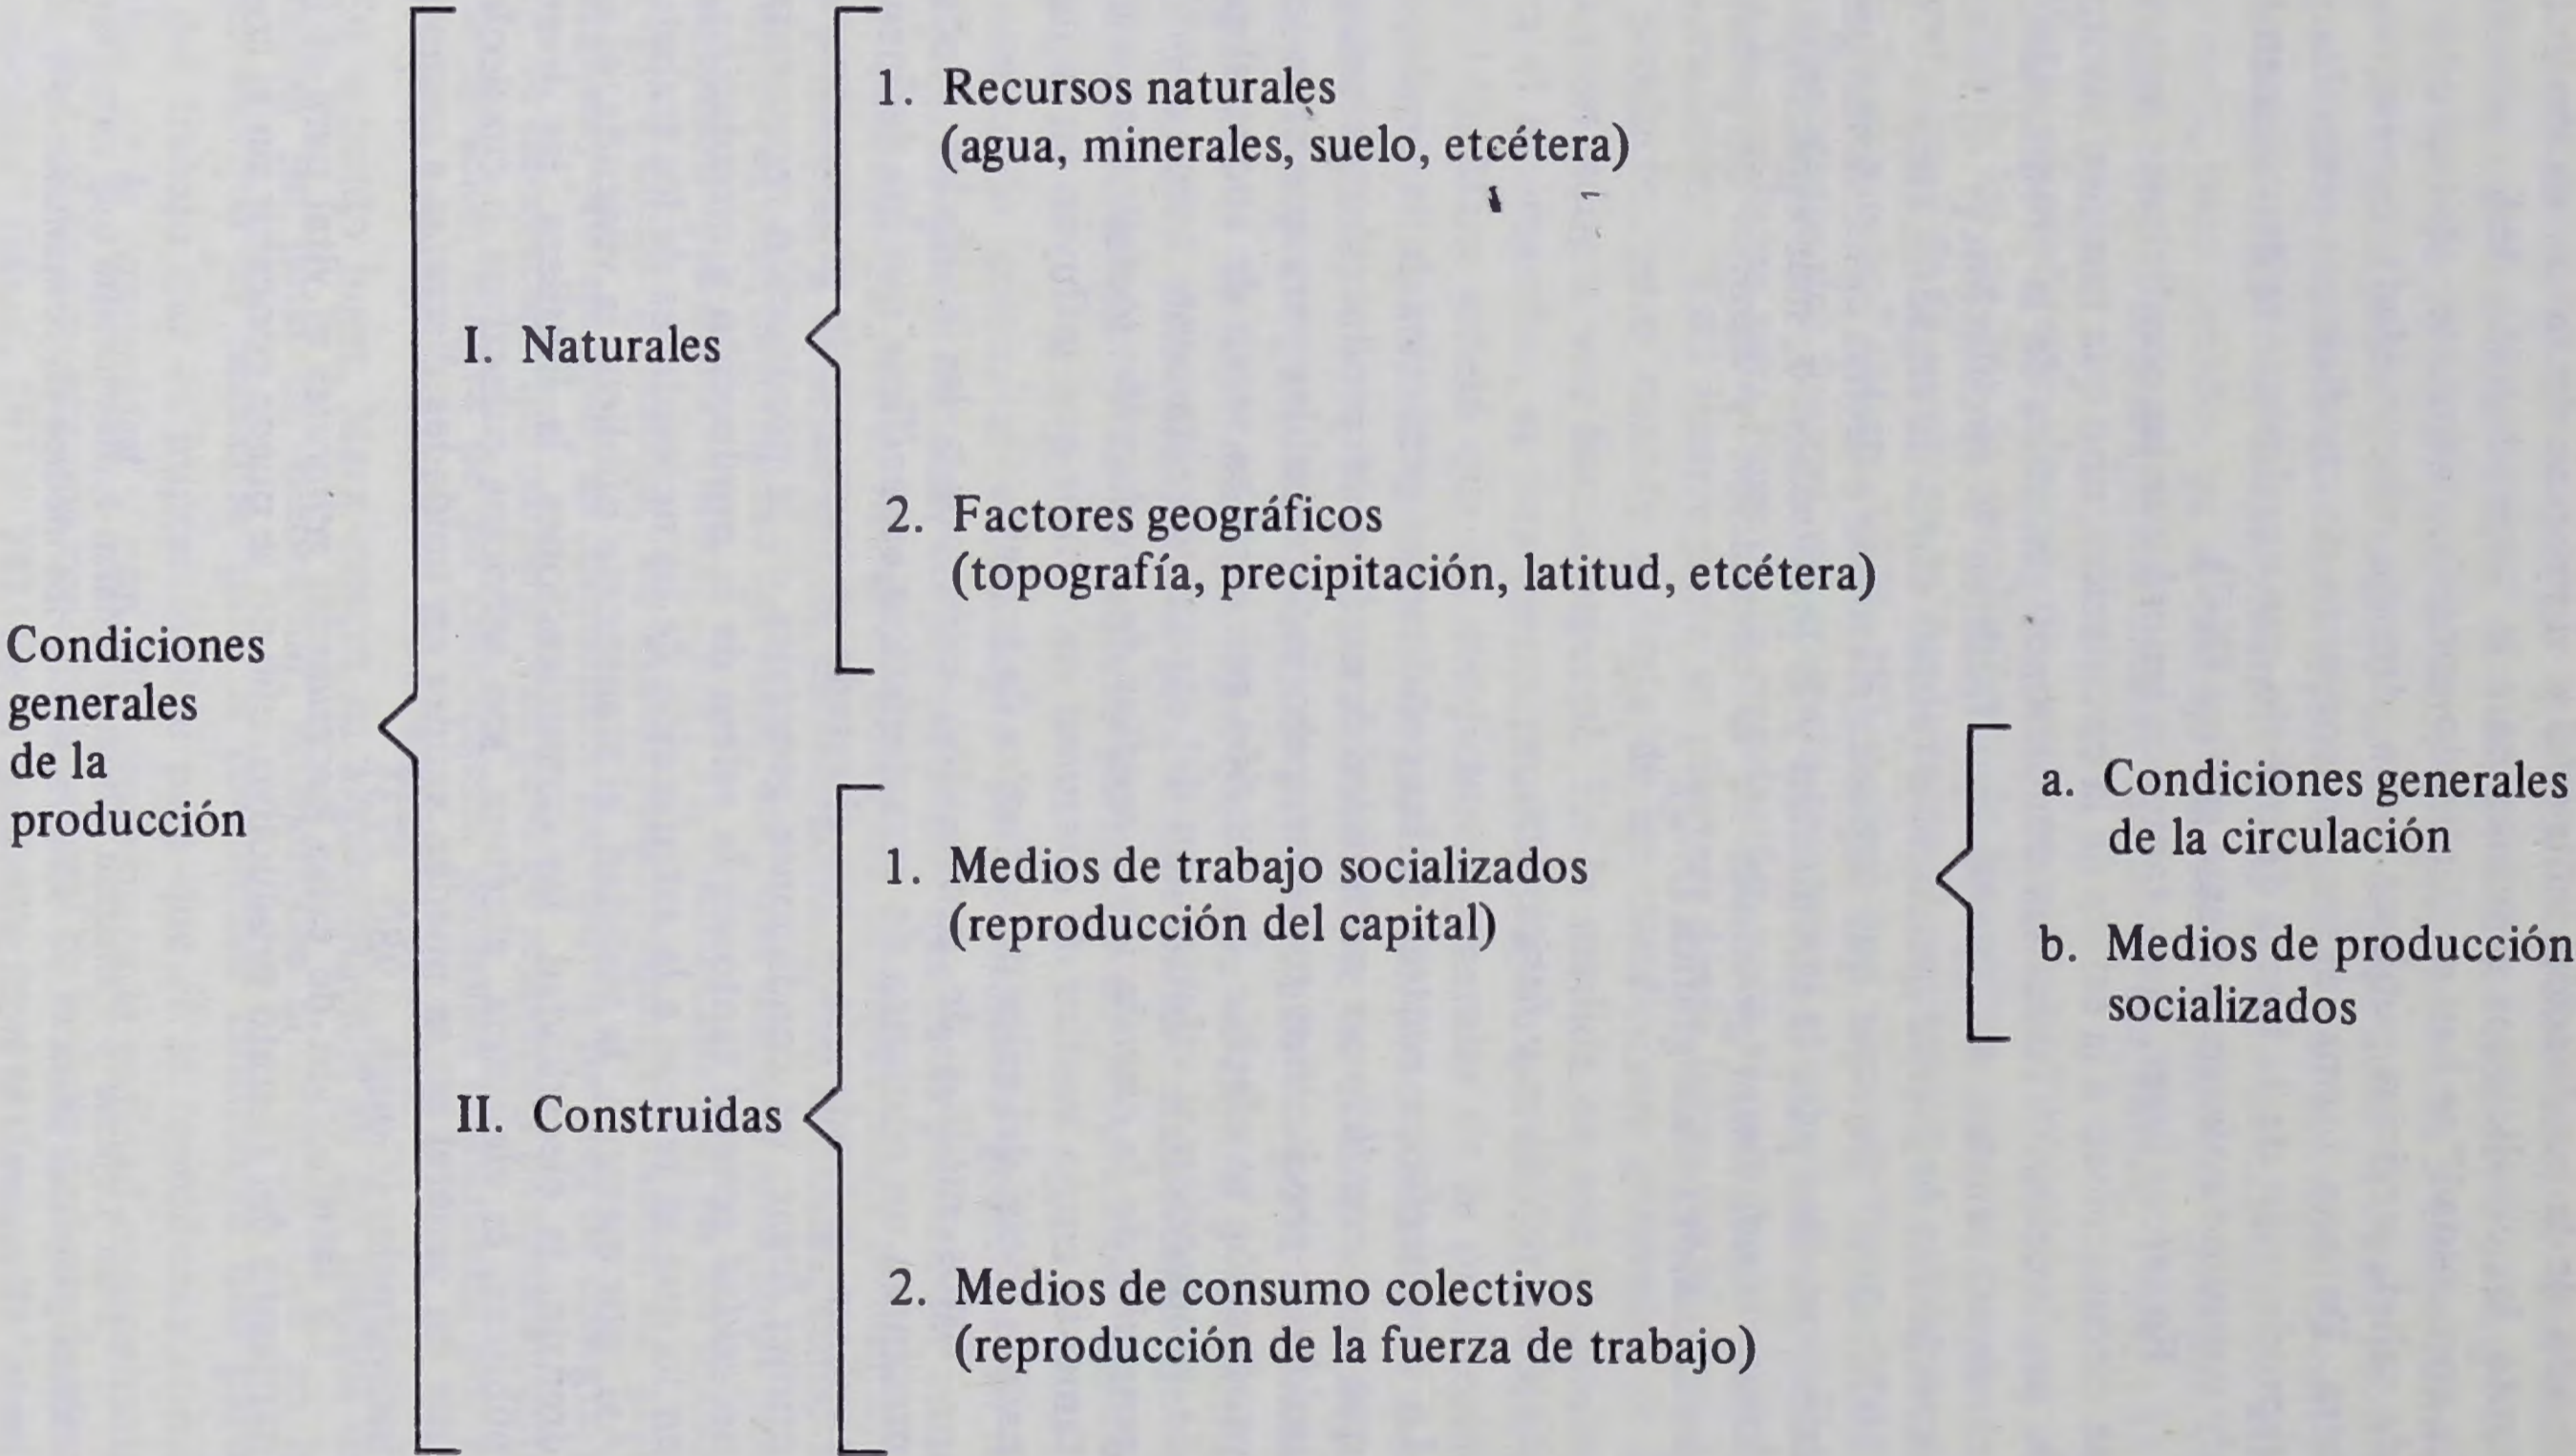 Condiciones
generales
de la
producción
I. Naturales
1. Recursos naturales
(agua, minerales, suelo, etcétera)
2. Factores geográficos
(topografía, precipitación, latitud, etcétera)
II. Construidas
1. Medios de trabajo socializados
(reproducción del capital)
a. Condiciones generales
de la circulación
b. Medios de producción
socializados
2. Medios de consumo colectivos
(reproducción de la fuerza de trabajo)